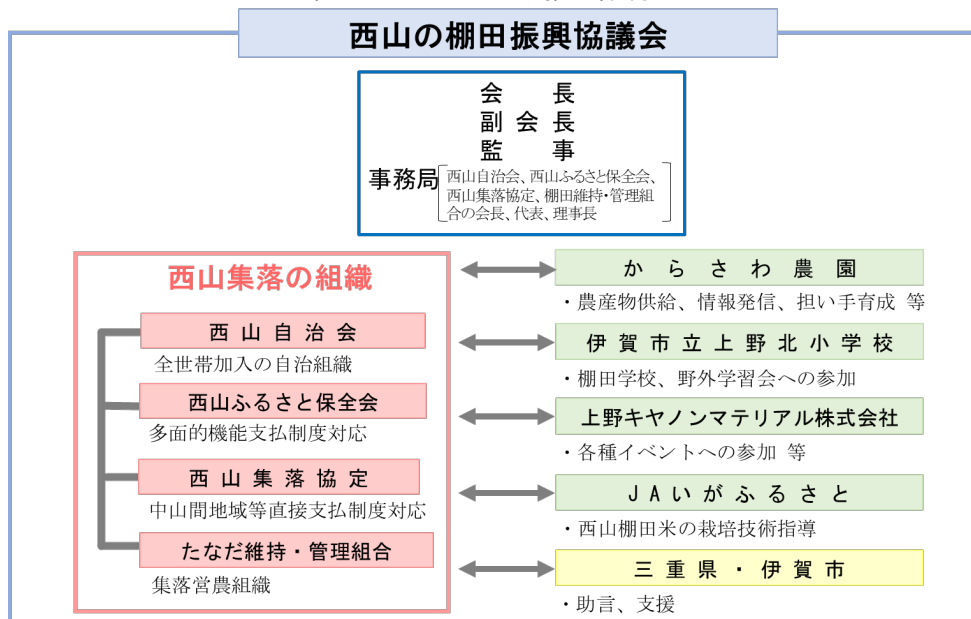 西山の棚田振興協議会
会長
副会長
監事
事務局
西山自治会、西山ふるさと保全会、
西山集落協定、棚田維持・管理組
合の会長、代表、理事長
西山集落の組織
西山自治会
全世帯加入の自治組織
西山ふるさと保全会
多面的機能支払制度対応
西山集落協定
中山間地域等直接支払制度対応
たなだ維持・管理組合
集落営農組織
からさわ農園
・農産物供給、情報発信、担い手育成 等
伊賀市立上野北小学校
・棚田学校、野外学習会への参加
上野キヤノンマテリアル株式会社
・各種イベントへの参加 等
JAいがふるさと
・西山棚田米の栽培技術指導
三重県・伊賀市
・助言、支援